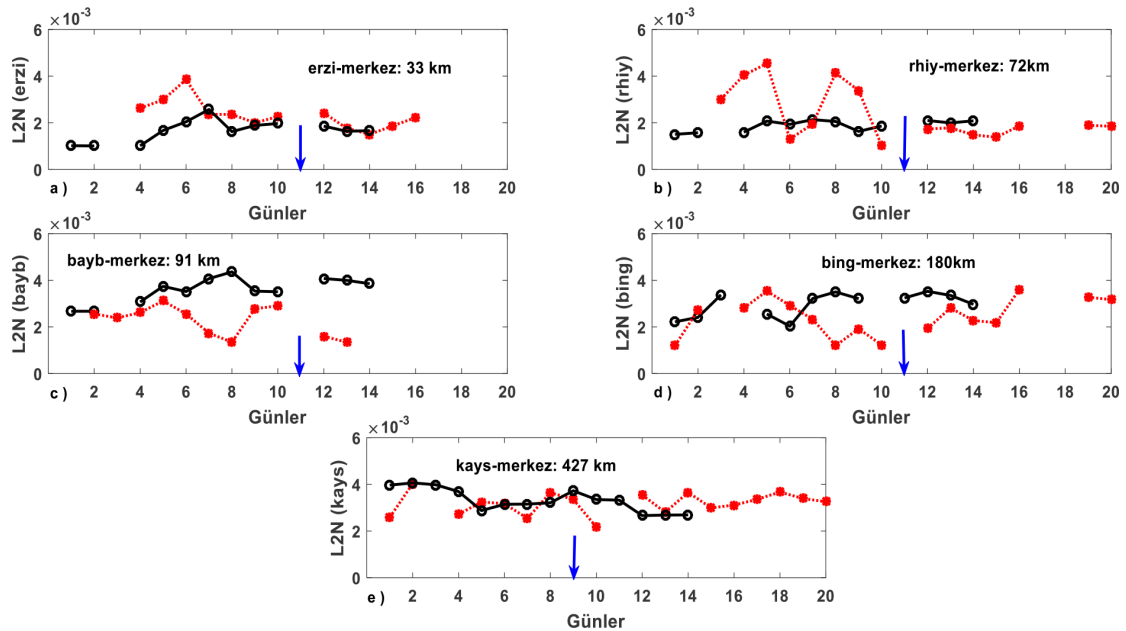 ×10⁻³
6
4
2
0
L2N (erzi)
erzi-merkez: 33 km
a )
2 4 6 8 10 12 14 16 18 20
Günler
×10⁻³
6
4
2
0
L2N (rhiy)
rhiy-merkez: 72km
b )
2 4 6 8 10 12 14 16 18 20
Günler
×10⁻³
6
4
2
0
L2N (bayb)
bayb-merkez: 91 km
c )
2 4 6 8 10 12 14 16 18 20
Günler
×10⁻³
6
4
2
0
L2N (bing)
bing-merkez: 180km
d )
2 4 6 8 10 12 14 16 18 20
Günler
×10⁻³
6
4
2
0
L2N (kays)
kays-merkez: 427 km
e )
2 4 6 8 10 12 14 16 18 20
Günler